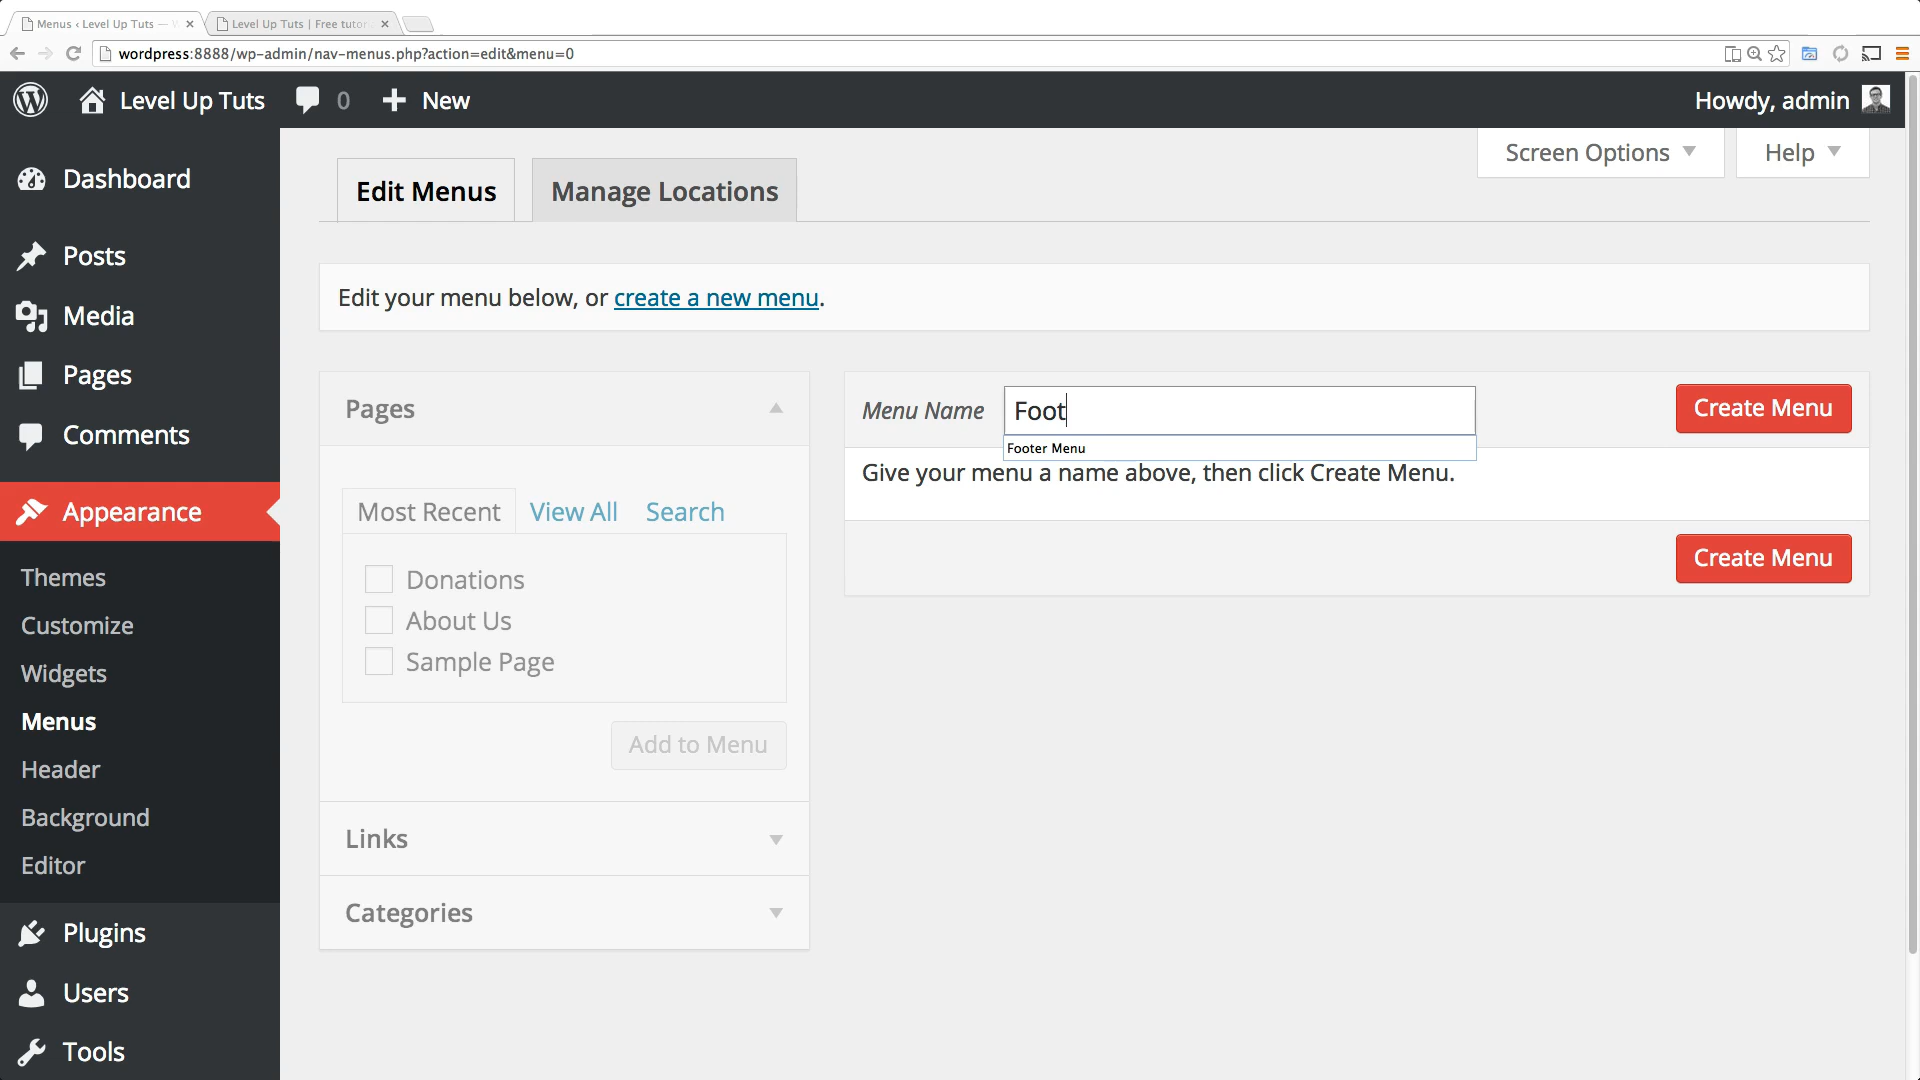 Menus ‹ Level Up Tuts —
Level Up Tuts | Free tutor
wordpress:8888/wp-admin/nav-menus.php?action=edit&menu=0
Level Up Tuts
0
New
Howdy, admin
Screen Options
Help
Dashboard
Posts
Media
Pages
Comments
Appearance
Themes
Customize
Widgets
Menus
Header
Background
Editor
Plugins
Users
Tools
Edit Menus
Manage Locations
Edit your menu below, or create a new menu.
Pages
Most Recent
View All
Search
Donations
About Us
Sample Page
Add to Menu
Links
Categories
Menu Name
Foot
Create Menu
Footer Menu
Give your menu a name above, then click Create Menu.
Create Menu